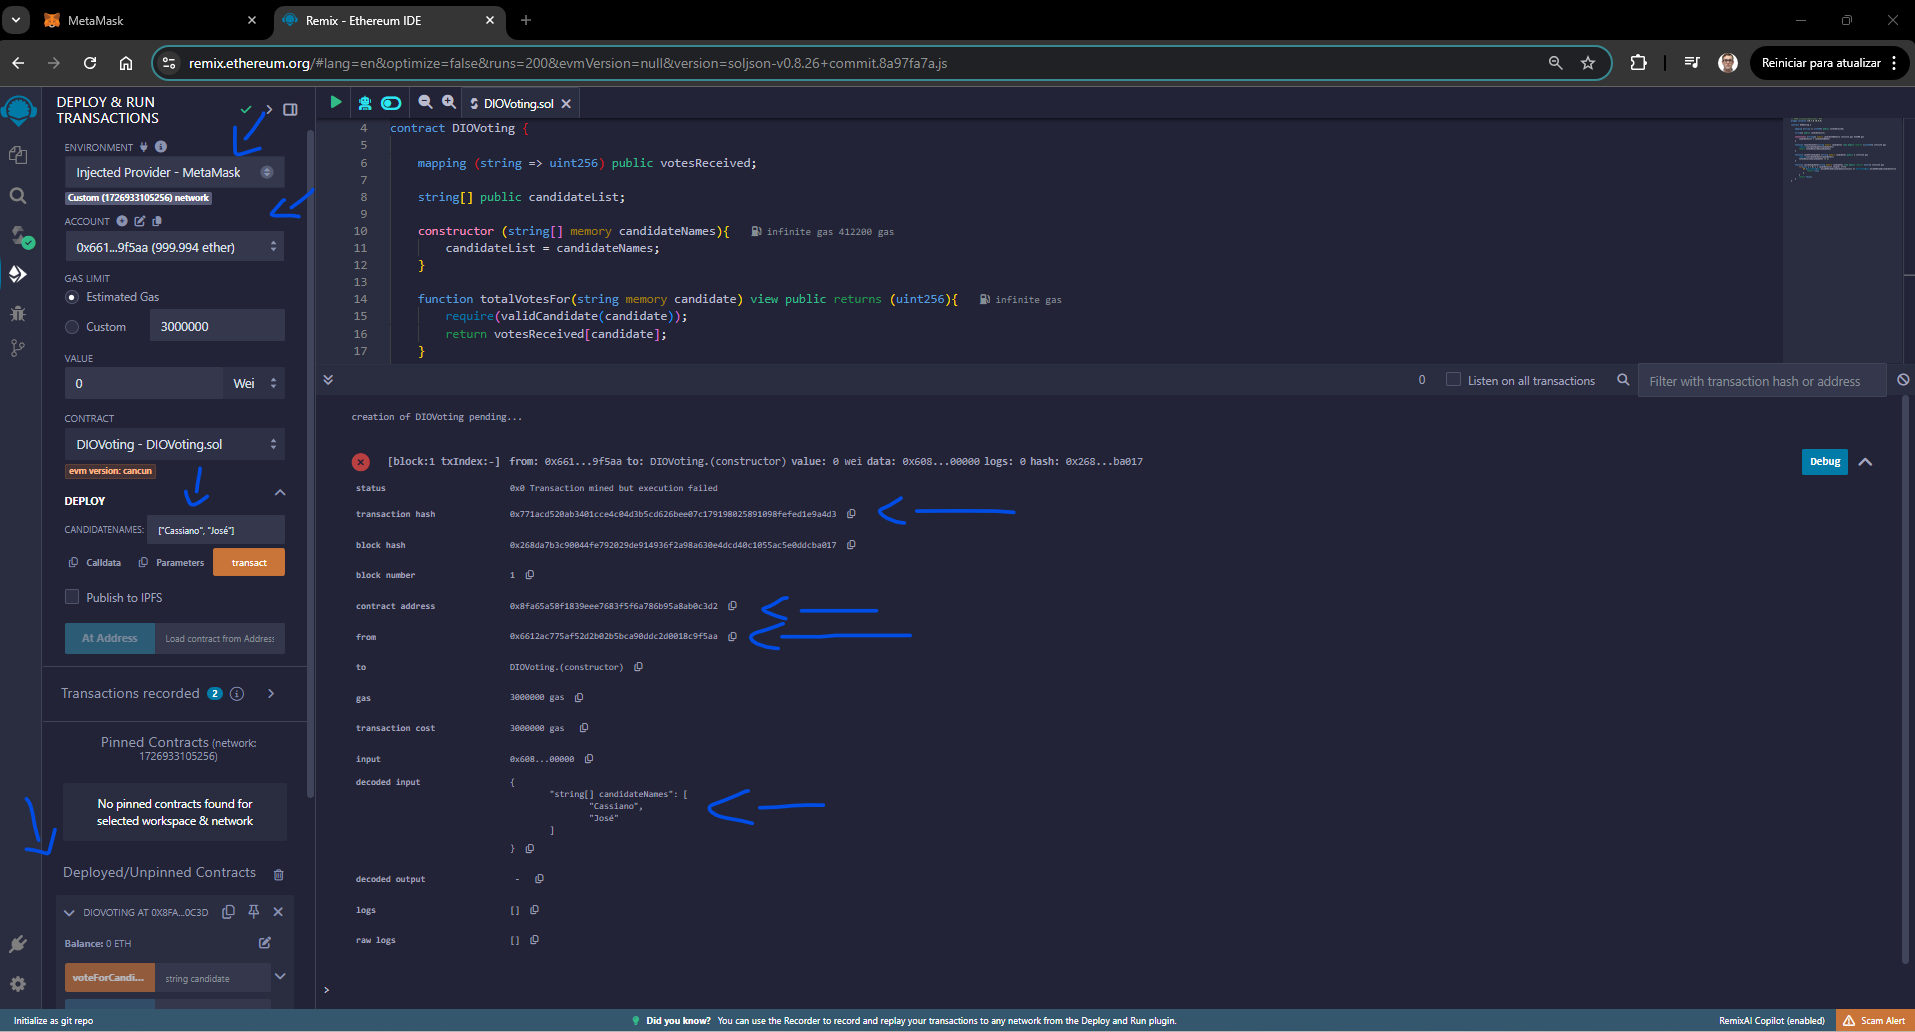 MetaMask
Remix - Ethereum IDE
remix.ethereum.org/#lang=en&optimize=false&runs=200&evmVersion=null&version=soljson-v0.8.26+commit.8a97fa7a.js
Reiniciar para atualizar
DEPLOY & RUN
TRANSACTIONS
ENVIRONMENT
Injected Provider - MetaMask
Custom (1726933105256) network
ACCOUNT
0x661...9f5aa (999.994 ether)
GAS LIMIT
Estimated Gas
Custom
3000000
VALUE
0
Wei
CONTRACT
DIOVoting - DIOVoting.sol
evm version: cancun
DEPLOY
CANDIDATENAMES:
["Cassiano", "José"]
Calldata
Parameters
transact
Publish to IPFS
At Address
Load contract from Address
Transactions recorded 2
Pinned Contracts (network:
1726933105256)
No pinned contracts found for
selected workspace & network
Deployed/Unpinned Contracts
DIOVOTING AT 0X8FA...0C3D
Balance: 0 ETH
voteForCandi...
string candidate
DIOVoting.sol
4 contract DIOVoting {
5
6 mapping (string => uint256) public votesReceived;
7
8 string[] public candidateList;
9
10 constructor (string[] memory candidateNames){ infinite gas 412200 gas
11 candidateList = candidateNames;
12 }
13
14 function totalVotesFor(string memory candidate) view public returns (uint256){ infinite gas
15 require(validCandidate(candidate));
16 return votesReceived[candidate];
17 }
0
Listen on all transactions
Filter with transaction hash or address
creation of DIOVoting pending...
[block:1 txIndex:-] from: 0x661...9f5aa to: DIOVoting.(constructor) value: 0 wei data: 0x608...00000 logs: 0 hash: 0x268...ba017
Debug
status 0x0 Transaction mined but execution failed
transaction hash 0x771acd520ab3401cce4c04d3b5cd626bee07c179198025891098fefed1e9a4d3
block hash 0x268da7b3c90044fe792029de914936f2a98a630e4dcd40c1055ac5e0ddcba017
block number 1
contract address 0x8fa65a58f1839eee7683f5f6a786b95a8ab0c3d2
from 0x6612ac775af52d2b02b5bca90ddc2d0018c9f5aa
to DIOVoting.(constructor)
gas 3000000 gas
transaction cost 3000000 gas
input 0x608...00000
decoded input {
"string[] candidateNames": [
"Cassiano",
"José"
]
}
decoded output -
logs []
raw logs []
>
Initialize as git repo
Did you know? You can use the Recorder to record and replay your transactions to any network from the Deploy and Run plugin.
RemixAI Copilot (enabled)
Scam Alert